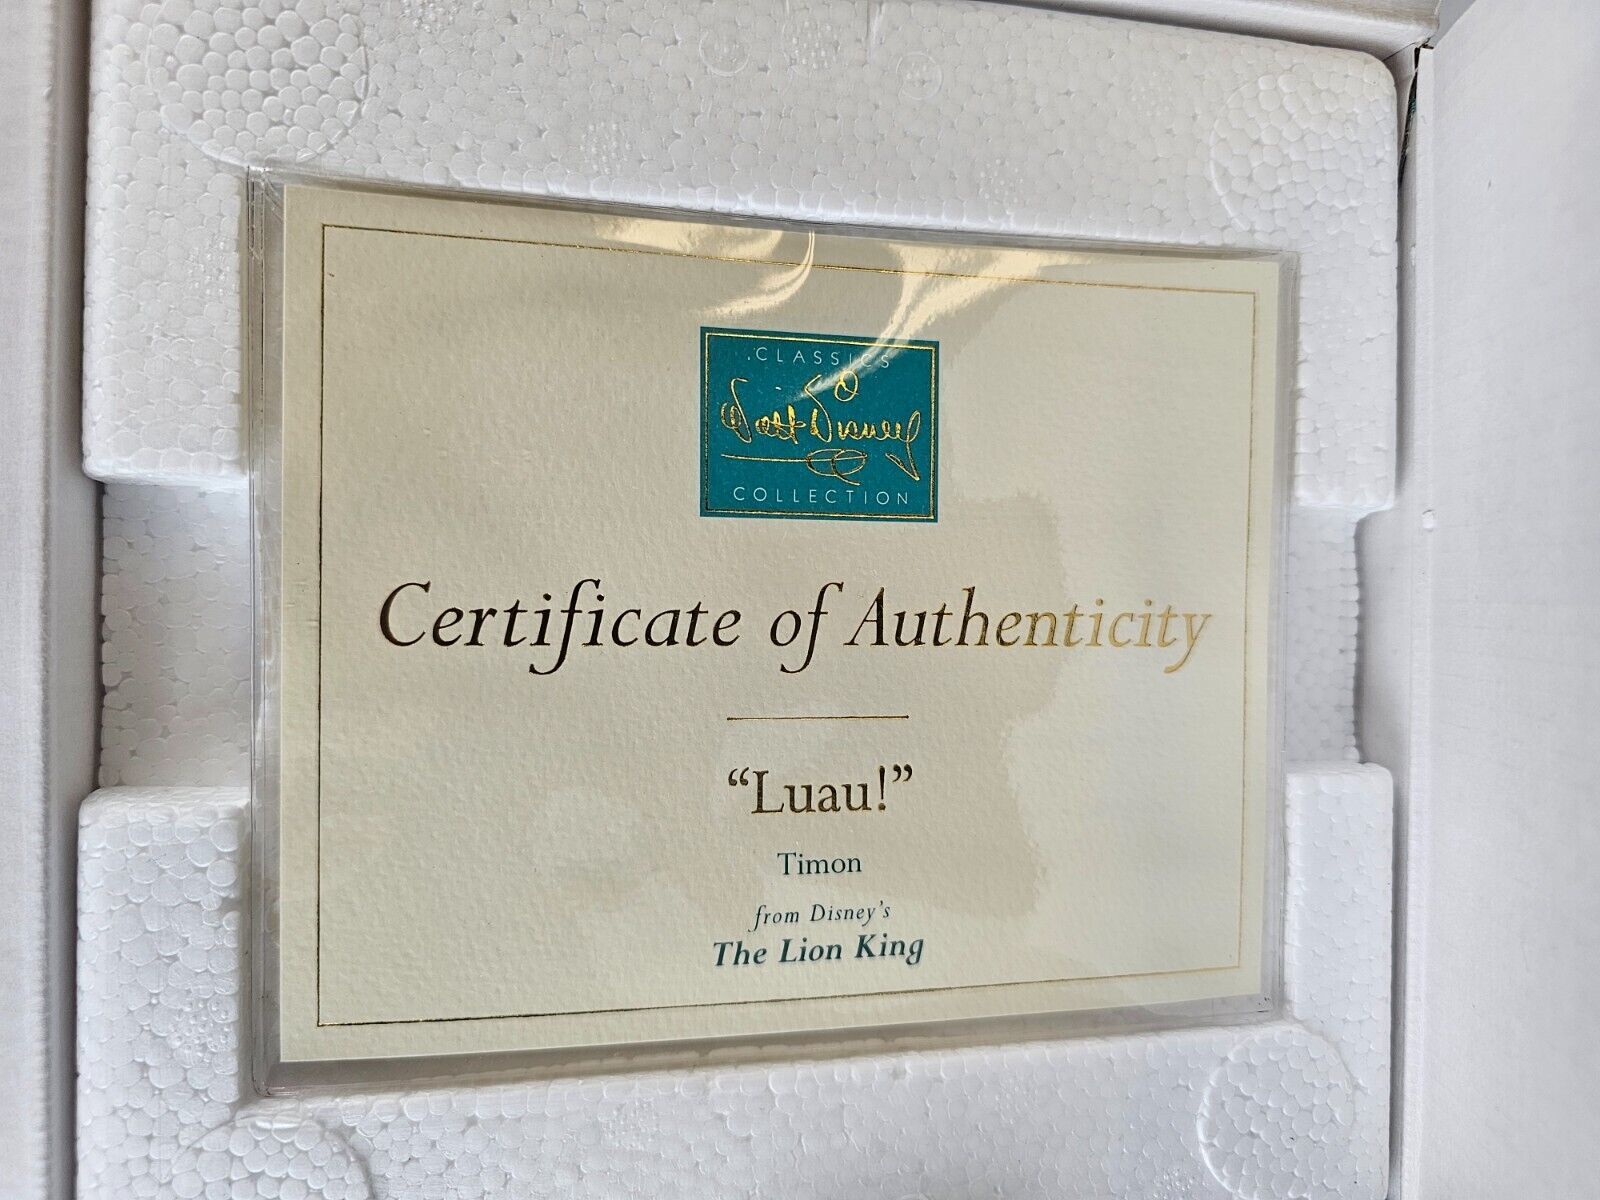 CLASSICS
Walt Disney
COLLECTION
Certificate of Authenticity
“Luau!”
Timon
from Disney's
The Lion King